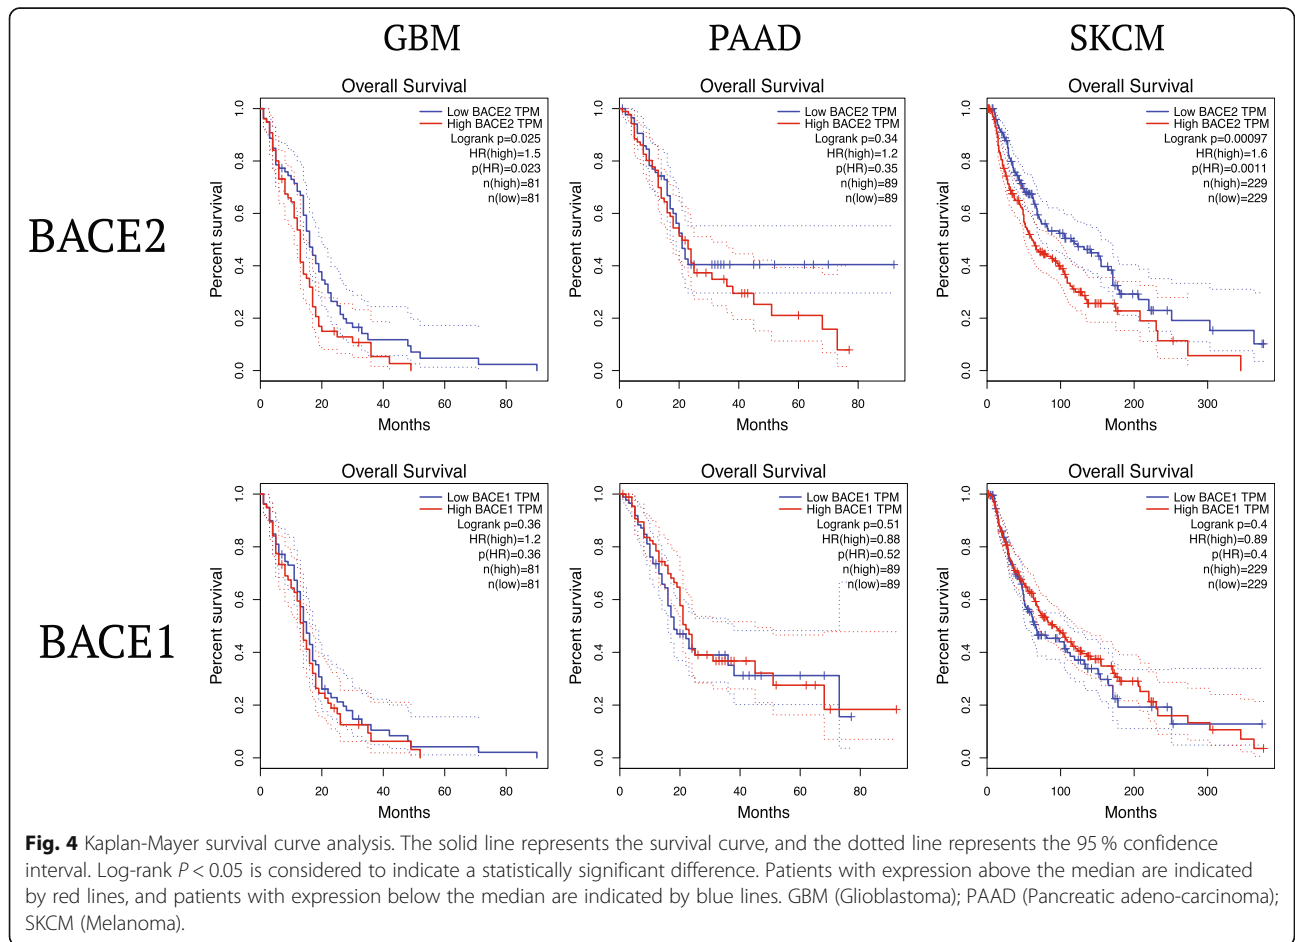 GBM
PAAD
SKCM
BACE2
Overall Survival
Low BACE2 TPM
High BACE2 TPM
Logrank p=0.025
HR(high)=1.5
p(HR)=0.023
n(high)=81
n(low)=81
Percent survival
1.0
0.8
0.6
0.4
0.2
0.0
0 20 40 60 80
Months
Overall Survival
Low BACE2 TPM
High BACE2 TPM
Logrank p=0.34
HR(high)=1.2
p(HR)=0.35
n(high)=89
n(low)=89
Percent survival
1.0
0.8
0.6
0.4
0.2
0.0
0 20 40 60 80
Months
Overall Survival
Low BACE2 TPM
High BACE2 TPM
Logrank p=0.00097
HR(high)=1.6
p(HR)=0.0011
n(high)=229
n(low)=229
Percent survival
1.0
0.8
0.6
0.4
0.2
0.0
0 100 200 300
Months
BACE1
Overall Survival
Low BACE1 TPM
High BACE1 TPM
Logrank p=0.36
HR(high)=1.2
p(HR)=0.36
n(high)=81
n(low)=81
Percent survival
1.0
0.8
0.6
0.4
0.2
0.0
0 20 40 60 80
Months
Overall Survival
Low BACE1 TPM
High BACE1 TPM
Logrank p=0.51
HR(high)=0.88
p(HR)=0.52
n(high)=89
n(low)=89
Percent survival
1.0
0.8
0.6
0.4
0.2
0.0
0 20 40 60 80
Months
Overall Survival
Low BACE1 TPM
High BACE1 TPM
Logrank p=0.4
HR(high)=0.89
p(HR)=0.4
n(high)=229
n(low)=229
Percent survival
1.0
0.8
0.6
0.4
0.2
0.0
0 100 200 300
Months
Fig. 4 Kaplan-Mayer survival curve analysis. The solid line represents the survival curve, and the dotted line represents the 95 % confidence
interval. Log-rank P < 0.05 is considered to indicate a statistically significant difference. Patients with expression above the median are indicated
by red lines, and patients with expression below the median are indicated by blue lines. GBM (Glioblastoma); PAAD (Pancreatic adeno-carcinoma);
SKCM (Melanoma).